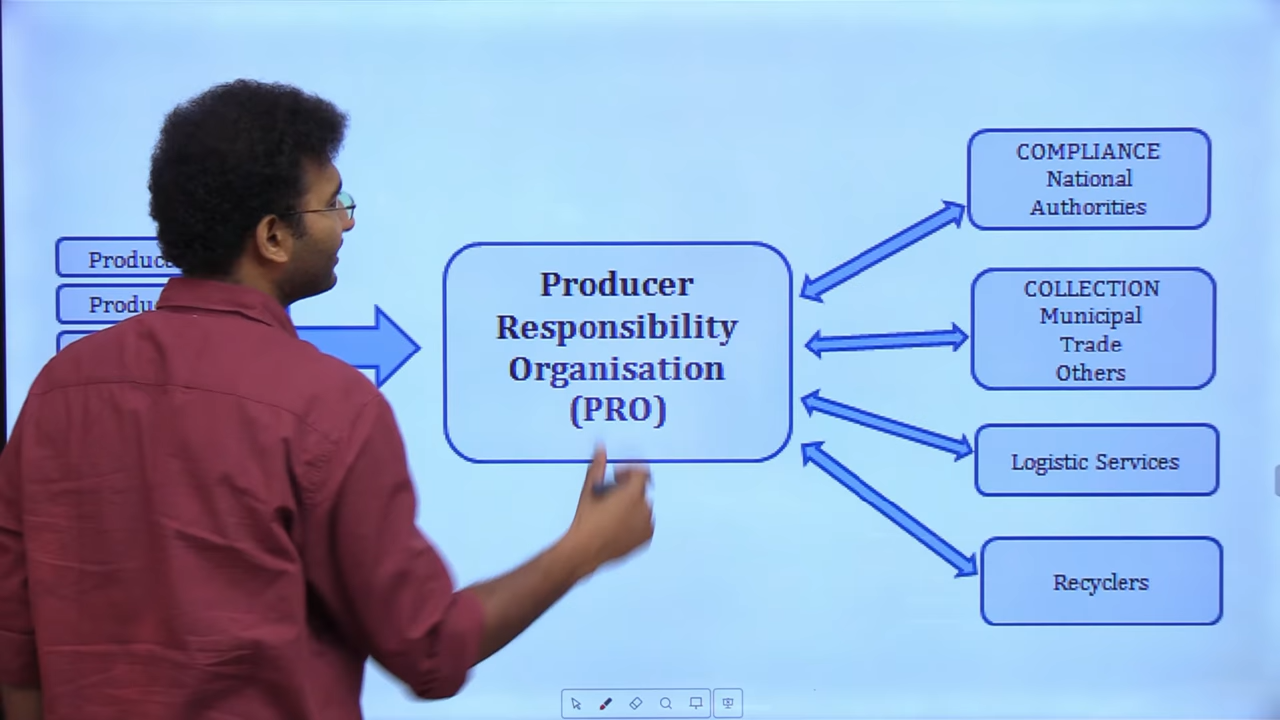 Producer
Responsibility
Organisation
(PRO)
COMPLIANCE
National
Authorities
COLLECTION
Municipal
Trade
Others
Logistic Services
Recyclers